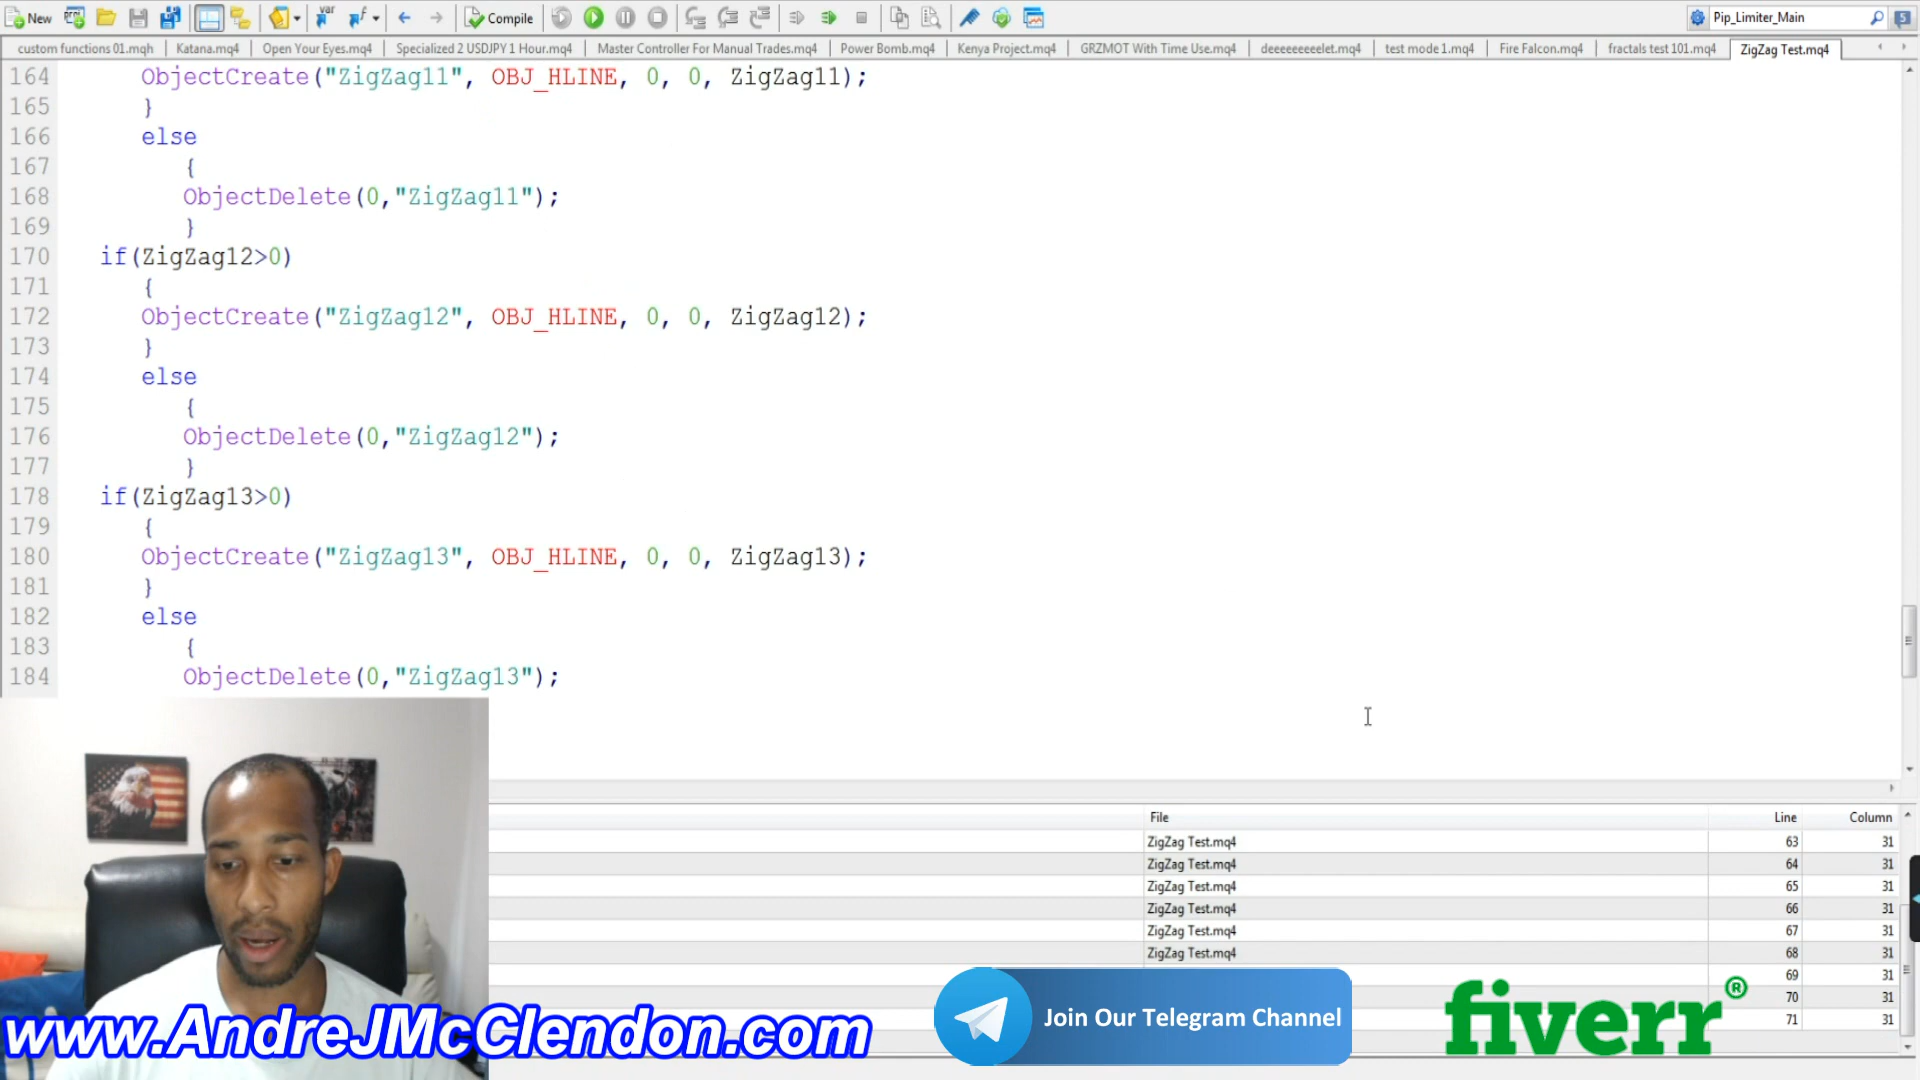 New
Compile
Pip_Limiter_Main
custom functions 01.mqh
Katana.mq4
Open Your Eyes.mq4
Specialized 2 USDJPY 1 Hour.mq4
Master Controller For Manual Trades.mq4
Power Bomb.mq4
Kenya Project.mq4
GRZMOT With Time Use.mq4
deeeeeeeeelet.mq4
test mode 1.mq4
Fire Falcon.mq4
fractals test 101.mq4
ZigZag Test.mq4
164 ObjectCreate("ZigZag11", OBJ_HLINE, 0, 0, ZigZag11);
165 }
166 else
167 {
168 ObjectDelete(0,"ZigZag11");
169 }
170 if(ZigZag12>0)
171 {
172 ObjectCreate("ZigZag12", OBJ_HLINE, 0, 0, ZigZag12);
173 }
174 else
175 {
176 ObjectDelete(0,"ZigZag12");
177 }
178 if(ZigZag13>0)
179 {
180 ObjectCreate("ZigZag13", OBJ_HLINE, 0, 0, ZigZag13);
181 }
182 else
183 {
184 ObjectDelete(0,"ZigZag13");
File Line Column
ZigZag Test.mq4 63 31
ZigZag Test.mq4 64 31
ZigZag Test.mq4 65 31
ZigZag Test.mq4 66 31
ZigZag Test.mq4 67 31
ZigZag Test.mq4 68 31
69 31
70 31
71 31
www.AndreJMcClendon.com
Join Our Telegram Channel
fiverr®